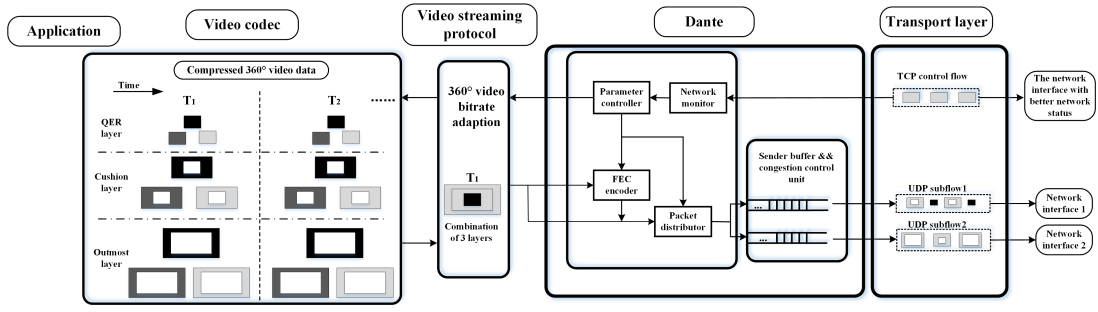 Application
Video codec
Video streaming
protocol
Dante
Transport layer
Compressed 360° video data
Time
T1
T2
......
QER
layer
Cushion
layer
Outmost
layer
360° video
bitrate
adaption
T1
Combination
of 3 layers
Parameter
controller
Network
monitor
FEC
encoder
Packet
distributor
Sender buffer &&
congestion control
unit
...
...
TCP control flow
UDP subflow1
UDP subflow2
The network
interface with
better network
status
Network
interface 1
Network
interface 2